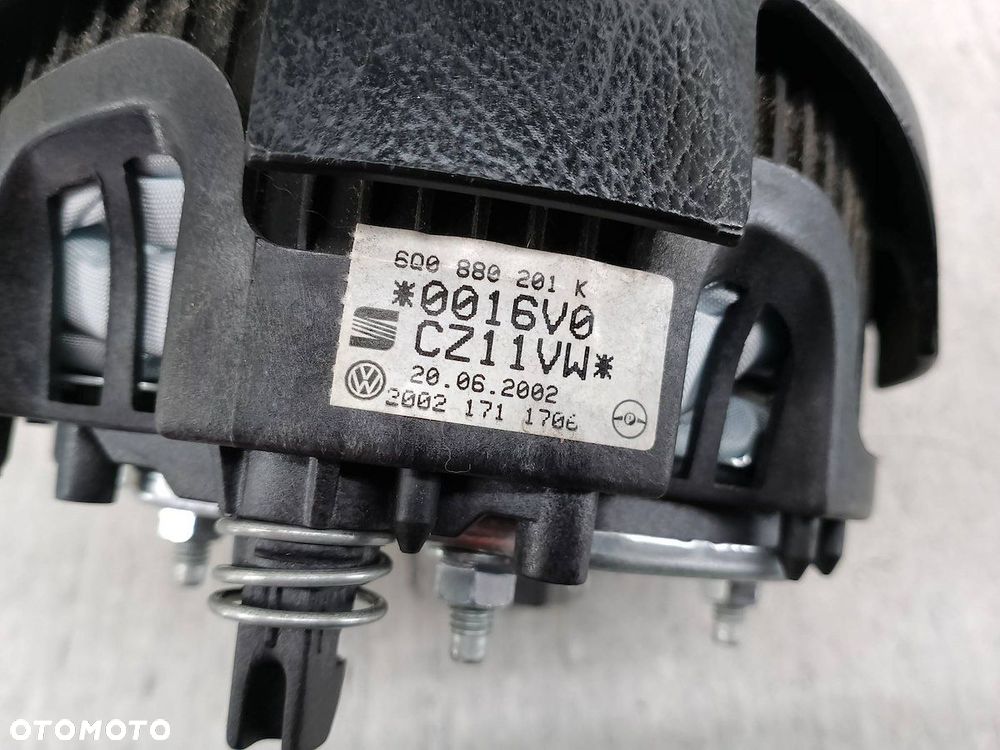 6Q0 880 201 K
*0016V0
CZ11VW*
20.06.2002
2002 171 1706
OTOMOTO